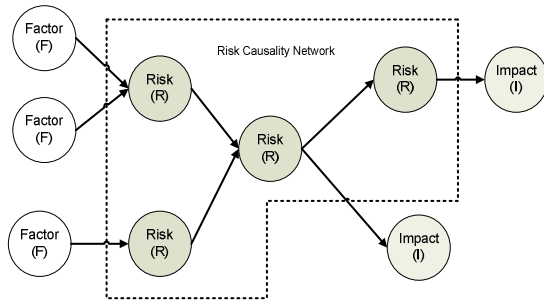 Factor
(F)
Risk Causality Network
Risk
(R)
Risk
(R)
Impact
(I)
Factor
(F)
Risk
(R)
Factor
(F)
Risk
(R)
Impact
(I)